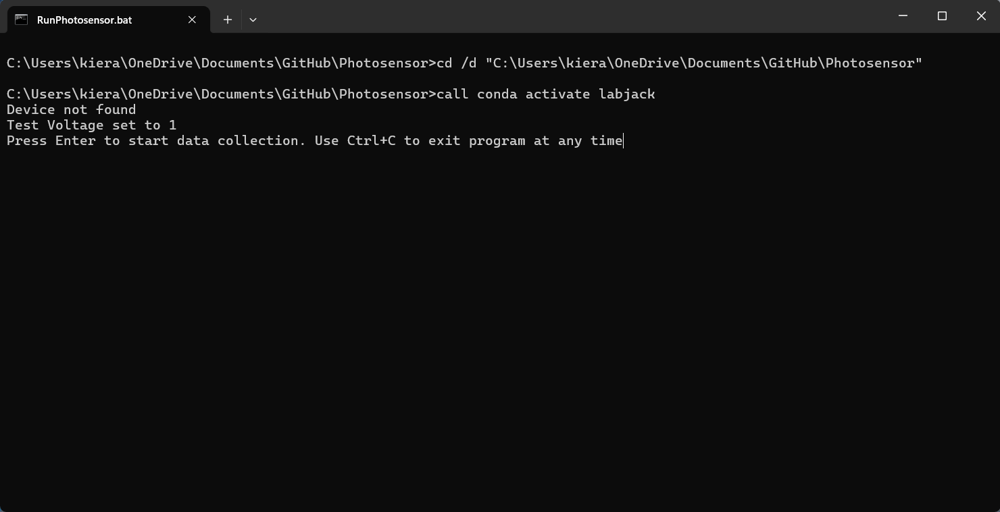 RunPhotosensor.bat
C:\Users\kiera\OneDrive\Documents\GitHub\Photosensor>cd /d "C:\Users\kiera\OneDrive\Documents\GitHub\Photosensor"
C:\Users\kiera\OneDrive\Documents\GitHub\Photosensor>call conda activate labjack
Device not found
Test Voltage set to 1
Press Enter to start data collection. Use Ctrl+C to exit program at any time